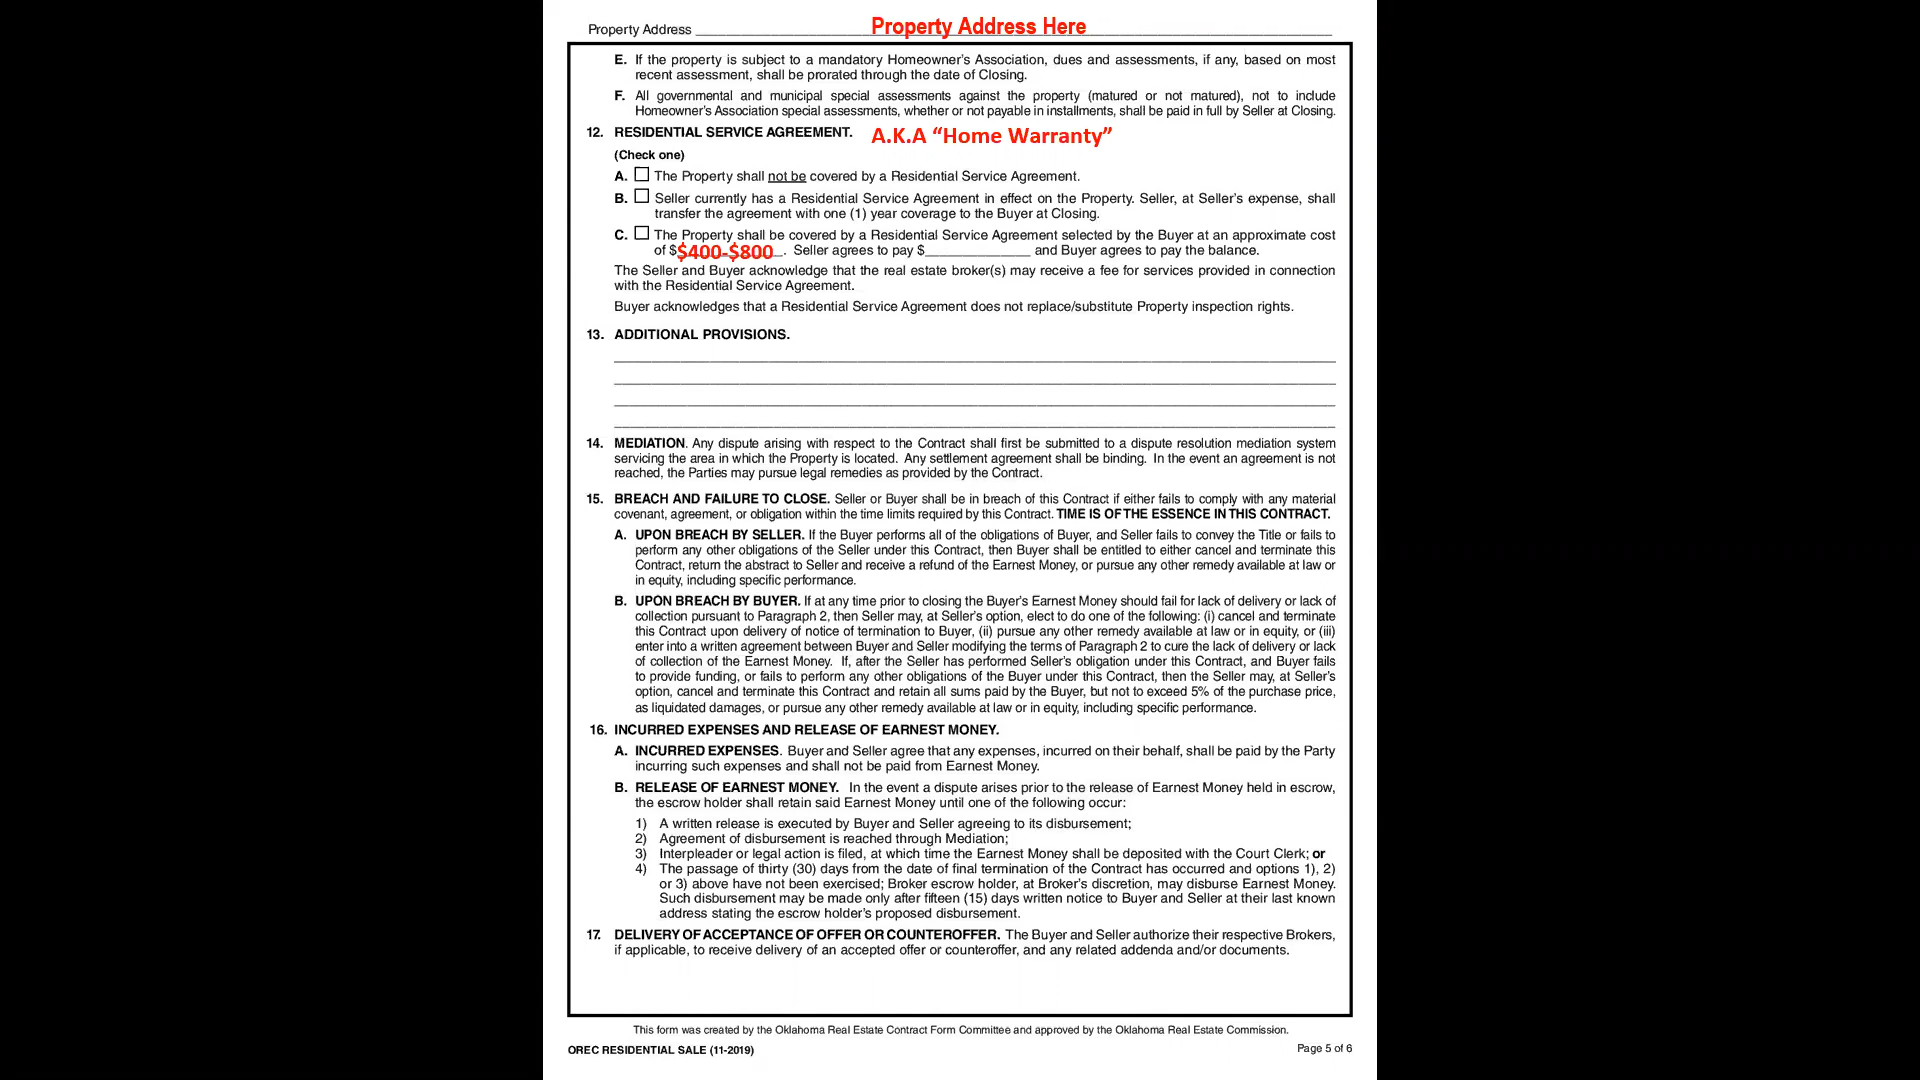 Property Address Property Address Here
E. If the property is subject to a mandatory Homeowner's Association, dues and assessments, if any, based on most
recent assessment, shall be prorated through the date of Closing.
F. All governmental and municipal special assessments against the property (matured or not matured), not to include
Homeowner's Association special assessments, whether or not payable in installments, shall be paid in full by Seller at Closing.
12. RESIDENTIAL SERVICE AGREEMENT. A.K.A “Home Warranty”
(Check one)
A. ☐ The Property shall not be covered by a Residential Service Agreement.
B. ☐ Seller currently has a Residential Service Agreement in effect on the Property. Seller, at Seller's expense, shall
transfer the agreement with one (1) year coverage to the Buyer at Closing.
C. ☐ The Property shall be covered by a Residential Service Agreement selected by the Buyer at an approximate cost
of $$400-$800_. Seller agrees to pay $______________ and Buyer agrees to pay the balance.
The Seller and Buyer acknowledge that the real estate broker(s) may receive a fee for services provided in connection
with the Residential Service Agreement.
Buyer acknowledges that a Residential Service Agreement does not replace/substitute Property inspection rights.
13. ADDITIONAL PROVISIONS.
14. MEDIATION. Any dispute arising with respect to the Contract shall first be submitted to a dispute resolution mediation system
servicing the area in which the Property is located. Any settlement agreement shall be binding. In the event an agreement is not
reached, the Parties may pursue legal remedies as provided by the Contract.
15. BREACH AND FAILURE TO CLOSE. Seller or Buyer shall be in breach of this Contract if either fails to comply with any material
covenant, agreement, or obligation within the time limits required by this Contract. TIME IS OF THE ESSENCE IN THIS CONTRACT.
A. UPON BREACH BY SELLER. If the Buyer performs all of the obligations of Buyer, and Seller fails to convey the Title or fails to
perform any other obligations of the Seller under this Contract, then Buyer shall be entitled to either cancel and terminate this
Contract, return the abstract to Seller and receive a refund of the Earnest Money, or pursue any other remedy available at law or
in equity, including specific performance.
B. UPON BREACH BY BUYER. If at any time prior to closing the Buyer's Earnest Money should fail for lack of delivery or lack of
collection pursuant to Paragraph 2, then Seller may, at Seller's option, elect to do one of the following: (i) cancel and terminate
this Contract upon delivery of notice of termination to Buyer, (ii) pursue any other remedy available at law or in equity, or (iii)
enter into a written agreement between Buyer and Seller modifying the terms of Paragraph 2 to cure the lack of delivery or lack
of collection of the Earnest Money. If, after the Seller has performed Seller's obligation under this Contract, and Buyer fails
to provide funding, or fails to perform any other obligations of the Buyer under this Contract, then the Seller may, at Seller's
option, cancel and terminate this Contract and retain all sums paid by the Buyer, but not to exceed 5% of the purchase price,
as liquidated damages, or pursue any other remedy available at law or in equity, including specific performance.
16. INCURRED EXPENSES AND RELEASE OF EARNEST MONEY.
A. INCURRED EXPENSES. Buyer and Seller agree that any expenses, incurred on their behalf, shall be paid by the Party
incurring such expenses and shall not be paid from Earnest Money.
B. RELEASE OF EARNEST MONEY. In the event a dispute arises prior to the release of Earnest Money held in escrow,
the escrow holder shall retain said Earnest Money until one of the following occur:
1) A written release is executed by Buyer and Seller agreeing to its disbursement;
2) Agreement of disbursement is reached through Mediation;
3) Interpleader or legal action is filed, at which time the Earnest Money shall be deposited with the Court Clerk; or
4) The passage of thirty (30) days from the date of final termination of the Contract has occurred and options 1), 2)
or 3) above have not been exercised; Broker escrow holder, at Broker's discretion, may disburse Earnest Money.
Such disbursement may be made only after fifteen (15) days written notice to Buyer and Seller at their last known
address stating the escrow holder's proposed disbursement.
17. DELIVERY OF ACCEPTANCE OF OFFER OR COUNTEROFFER. The Buyer and Seller authorize their respective Brokers,
if applicable, to receive delivery of an accepted offer or counteroffer, and any related addenda and/or documents.
This form was created by the Oklahoma Real Estate Contract Form Committee and approved by the Oklahoma Real Estate Commission.
OREC RESIDENTIAL SALE (11-2019) Page 5 of 6